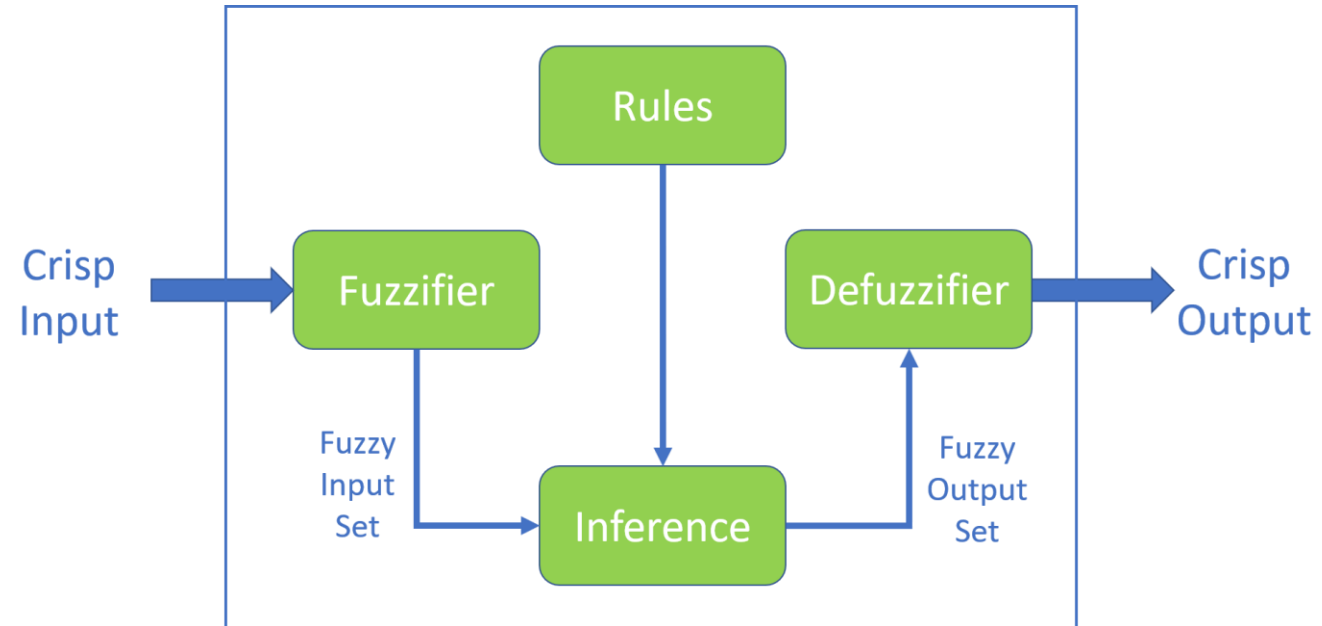 Rules
Crisp
Input
Fuzzifier
Defuzzifier
Crisp
Output
Fuzzy
Input
Set
Inference
Fuzzy
Output
Set